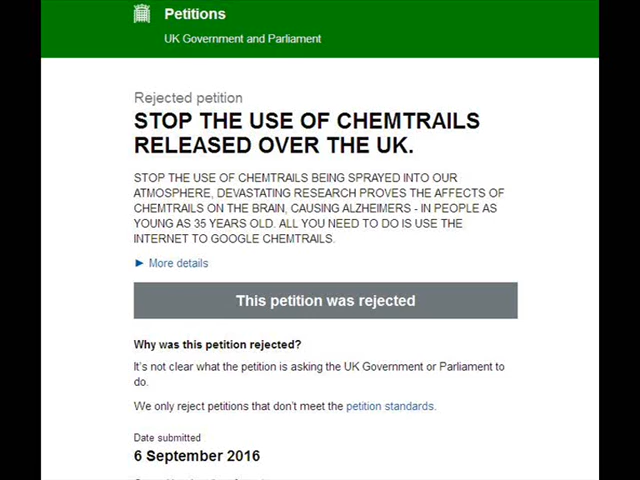 Petitions
UK Government and Parliament
Rejected petition
STOP THE USE OF CHEMTRAILS
RELEASED OVER THE UK.
STOP THE USE OF CHEMTRAILS BEING SPRAYED INTO OUR
ATMOSPHERE, DEVASTATING RESEARCH PROVES THE AFFECTS OF
CHEMTRAILS ON THE BRAIN, CAUSING ALZHEIMERS - IN PEOPLE AS
YOUNG AS 35 YEARS OLD. ALL YOU NEED TO DO IS USE THE
INTERNET TO GOOGLE CHEMTRAILS.
► More details
This petition was rejected
Why was this petition rejected?
It's not clear what the petition is asking the UK Government or Parliament to
do.
We only reject petitions that don't meet the petition standards.
Date submitted
6 September 2016